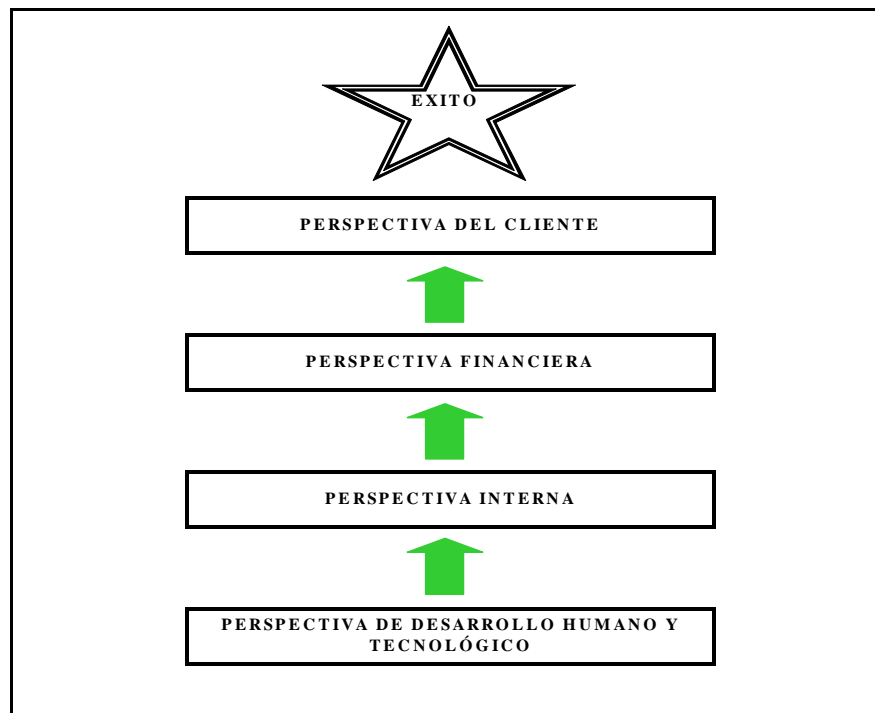 EXITO
PERSPECTIVA DEL CLIENTE
PERSPECTIVA FINANCIERA
PERSPECTIVA INTERNA
PERSPECTIVA DE DESARROLLO HUMANO Y
TECNOLÓGICO